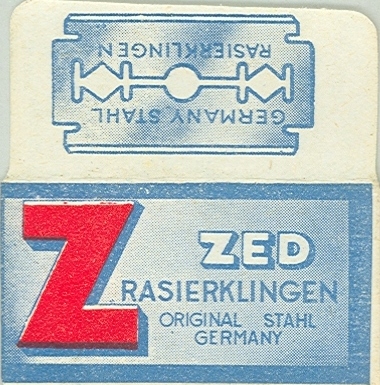 RASIERKLINGEN
GERMANY STAHL
Z
ZED
RASIERKLINGEN
ORIGINAL STAHL
GERMANY